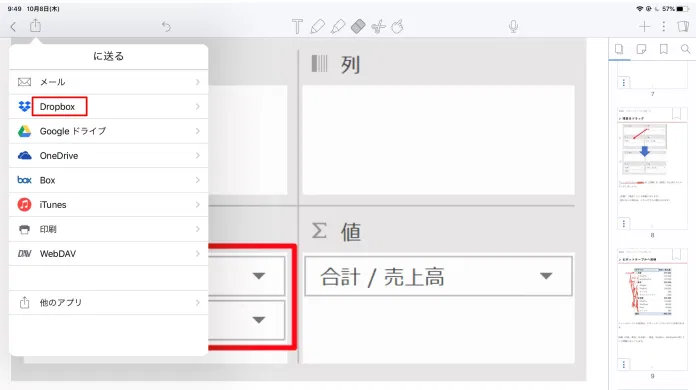 9:49 10月8日(木)
57%
に送る
メール
Dropbox
Google ドライブ
OneDrive
box Box
iTunes
印刷
DAV WebDAV
他のアプリ
列
Σ 値
合計 / 売上高
7
8
9